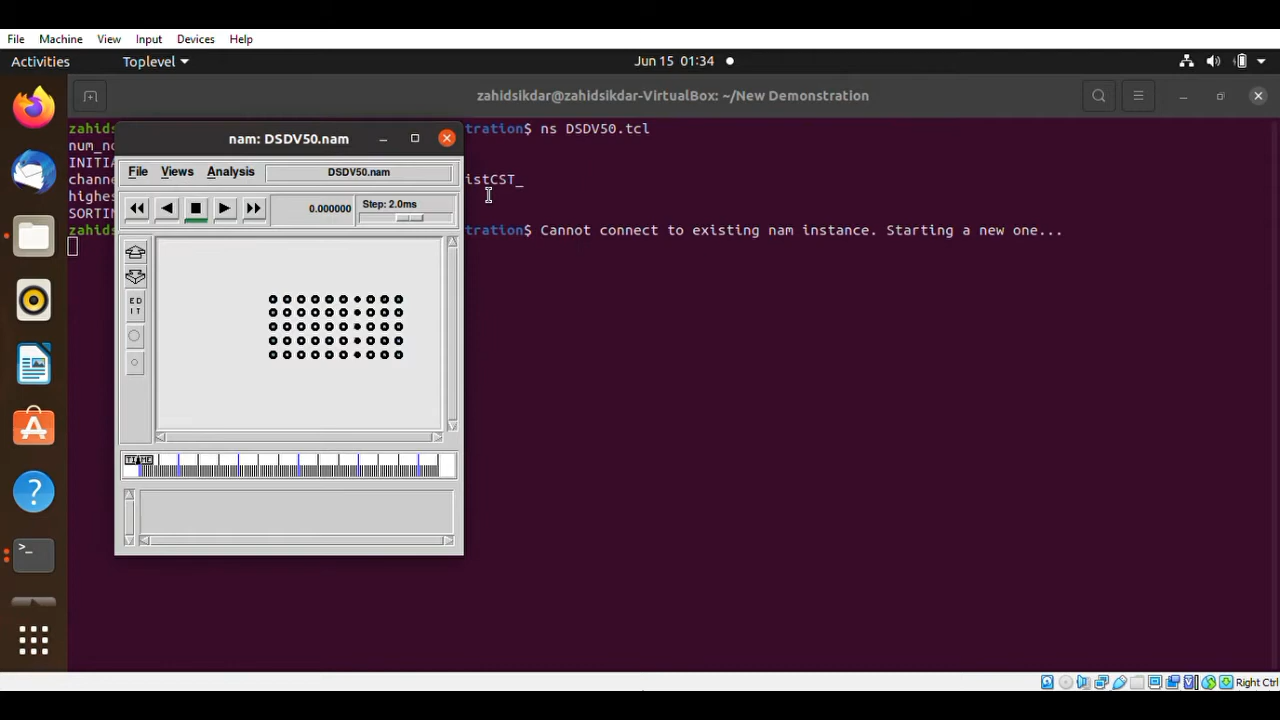 File Machine View Input Devices Help
Activities Toplevel Jun 15 01:34
zahidsikdar@zahidsikdar-VirtualBox: ~/New Demonstration
zahids
tration$ ns DSDV50.tcl
num_no
INITIA
channe
istCST_
highes
SORTIN
zahids
tration$ Cannot connect to existing nam instance. Starting a new one...
nam: DSDV50.nam
File Views Analysis DSDV50.nam
0.000000 Step: 2.0ms
E D
I T
TIME
Right Ctrl